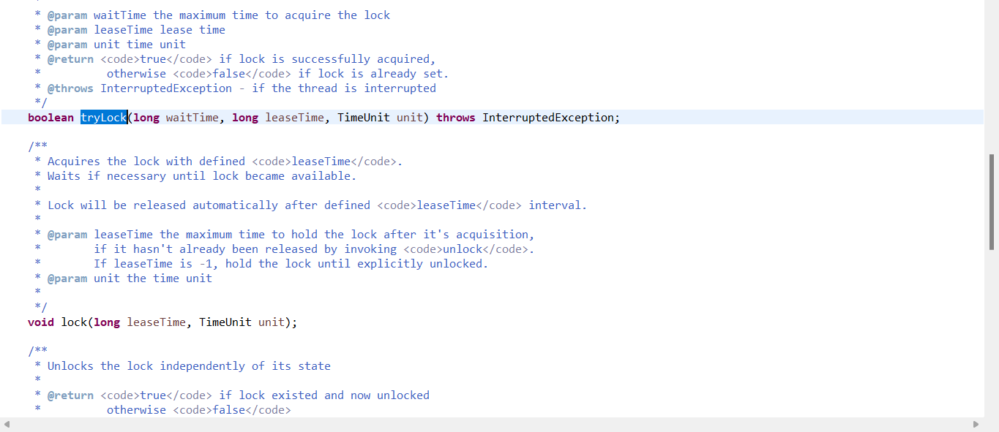 * @param waitTime the maximum time to acquire the lock
* @param leaseTime lease time
* @param unit time unit
* @return <code>true</code> if lock is successfully acquired,
*          otherwise <code>false</code> if lock is already set.
* @throws InterruptedException - if the thread is interrupted
*/
boolean tryLock(long waitTime, long leaseTime, TimeUnit unit) throws InterruptedException;
/**
* Acquires the lock with defined <code>leaseTime</code>.
* Waits if necessary until lock became available.
*
* Lock will be released automatically after defined <code>leaseTime</code> interval.
*
* @param leaseTime the maximum time to hold the lock after it's acquisition,
*        if it hasn't already been released by invoking <code>unlock</code>.
*        If leaseTime is -1, hold the lock until explicitly unlocked.
* @param unit the time unit
*
*/
void lock(long leaseTime, TimeUnit unit);
/**
* Unlocks the lock independently of its state
*
* @return <code>true</code> if lock existed and now unlocked
*          otherwise <code>false</code>